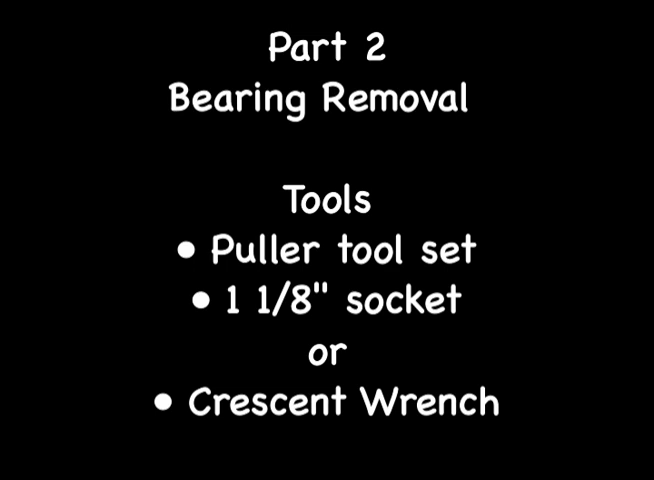 Part 2
Bearing Removal
Tools
• Puller tool set
• 1 1/8" socket
or
• Crescent Wrench